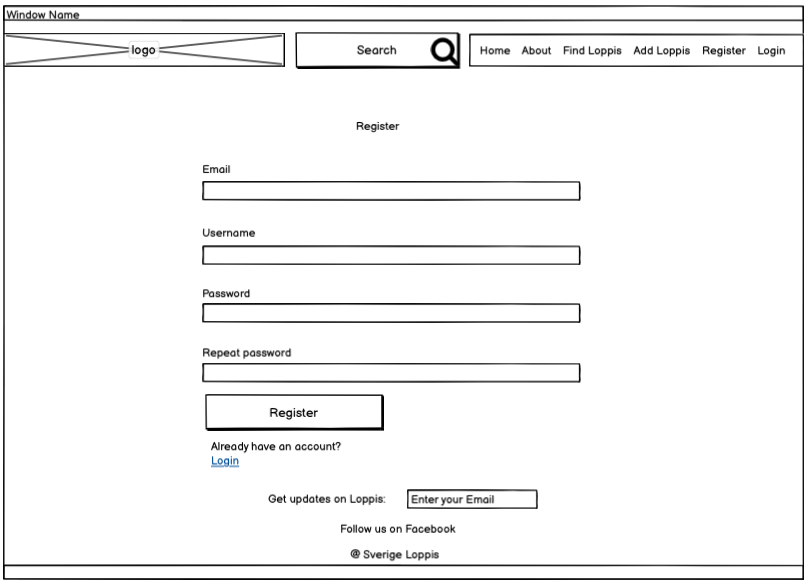 Window Name
logo
Search
Home About Find Loppis Add Loppis Register Login
Register
Email
Username
Password
Repeat password
Register
Already have an account?
Login
Get updates on Loppis: Enter your Email
Follow us on Facebook
@ Sverige Loppis